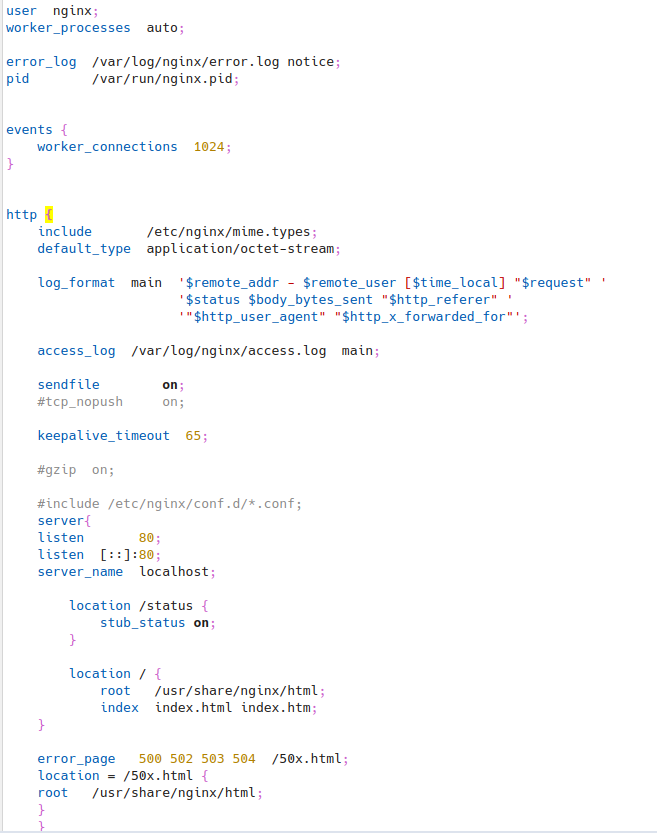 user  nginx;
worker_processes  auto;
error_log  /var/log/nginx/error.log notice;
pid        /var/run/nginx.pid;
events {
    worker_connections  1024;
}
http {
    include       /etc/nginx/mime.types;
    default_type  application/octet-stream;
    log_format  main  '$remote_addr - $remote_user [$time_local] "$request" '
                      '$status $body_bytes_sent "$http_referer" '
                      '"$http_user_agent" "$http_x_forwarded_for"';
    access_log  /var/log/nginx/access.log  main;
    sendfile        on;
    #tcp_nopush     on;
    keepalive_timeout  65;
    #gzip  on;
    #include /etc/nginx/conf.d/*.conf;
    server{
    listen       80;
    listen  [::]:80;
    server_name  localhost;
        location /status {
            stub_status on;
        }
        location / {
            root   /usr/share/nginx/html;
            index  index.html index.htm;
    }
    error_page   500 502 503 504  /50x.html;
    location = /50x.html {
    root   /usr/share/nginx/html;
    }
    }